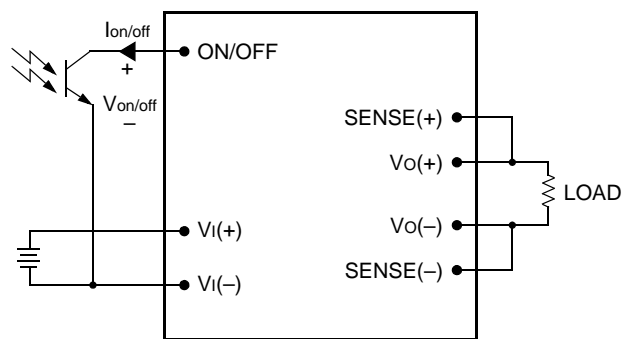 Ion/off
ON/OFF
+
Von/off
–
SENSE(+)
VO(+)
LOAD
VO(–)
VI(+)
VI(–)
SENSE(–)